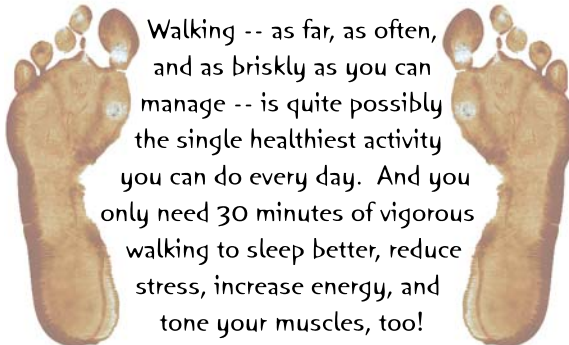 Walking -- as far, as often,
and as briskly as you can
manage -- is quite possibly
the single healthiest activity
you can do every day.  And you
only need 30 minutes of vigorous
walking to sleep better, reduce
stress, increase energy, and
tone your muscles, too!